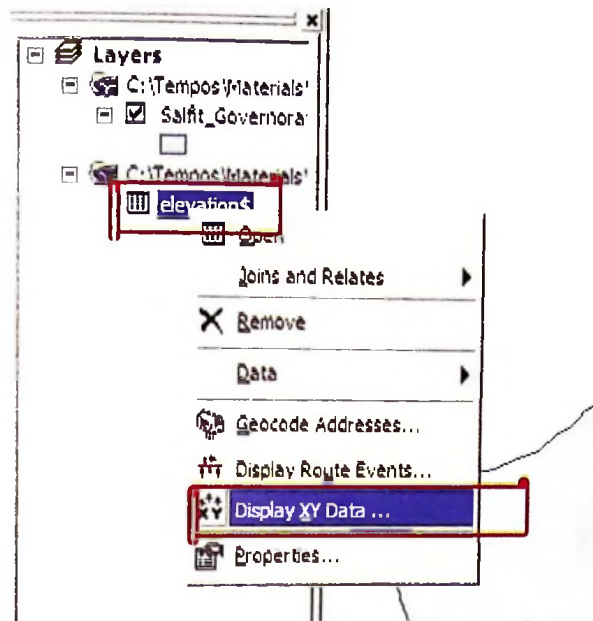 Layers
C:\Tempos\Materials\
Salfit_Governora
C:\Tempos\Materials\
elevations
Open
Joins and Relates
Remove
Data
Geocode Addresses...
Display Route Events...
Display XY Data ...
Properties...